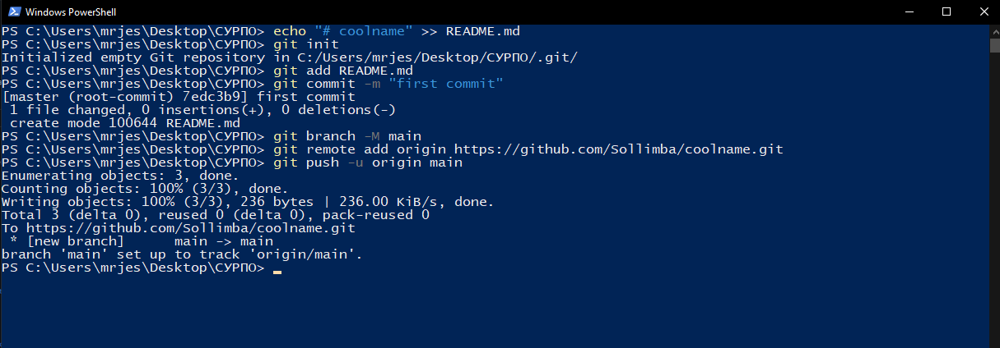 Windows PowerShell
PS C:\Users\mrjes\Desktop\СУРПО> echo "# coolname" >> README.md
PS C:\Users\mrjes\Desktop\СУРПО> git init
Initialized empty Git repository in C:/Users/mrjes/Desktop/СУРПО/.git/
PS C:\Users\mrjes\Desktop\СУРПО> git add README.md
PS C:\Users\mrjes\Desktop\СУРПО> git commit -m "first commit"
[master (root-commit) 7edc3b9] first commit
 1 file changed, 0 insertions(+), 0 deletions(-)
 create mode 100644 README.md
PS C:\Users\mrjes\Desktop\СУРПО> git branch -M main
PS C:\Users\mrjes\Desktop\СУРПО> git remote add origin https://github.com/Sollimba/coolname.git
PS C:\Users\mrjes\Desktop\СУРПО> git push -u origin main
Enumerating objects: 3, done.
Counting objects: 100% (3/3), done.
Writing objects: 100% (3/3), 236 bytes | 236.00 KiB/s, done.
Total 3 (delta 0), reused 0 (delta 0), pack-reused 0
To https://github.com/Sollimba/coolname.git
 * [new branch]      main -> main
branch 'main' set up to track 'origin/main'.
PS C:\Users\mrjes\Desktop\СУРПО>